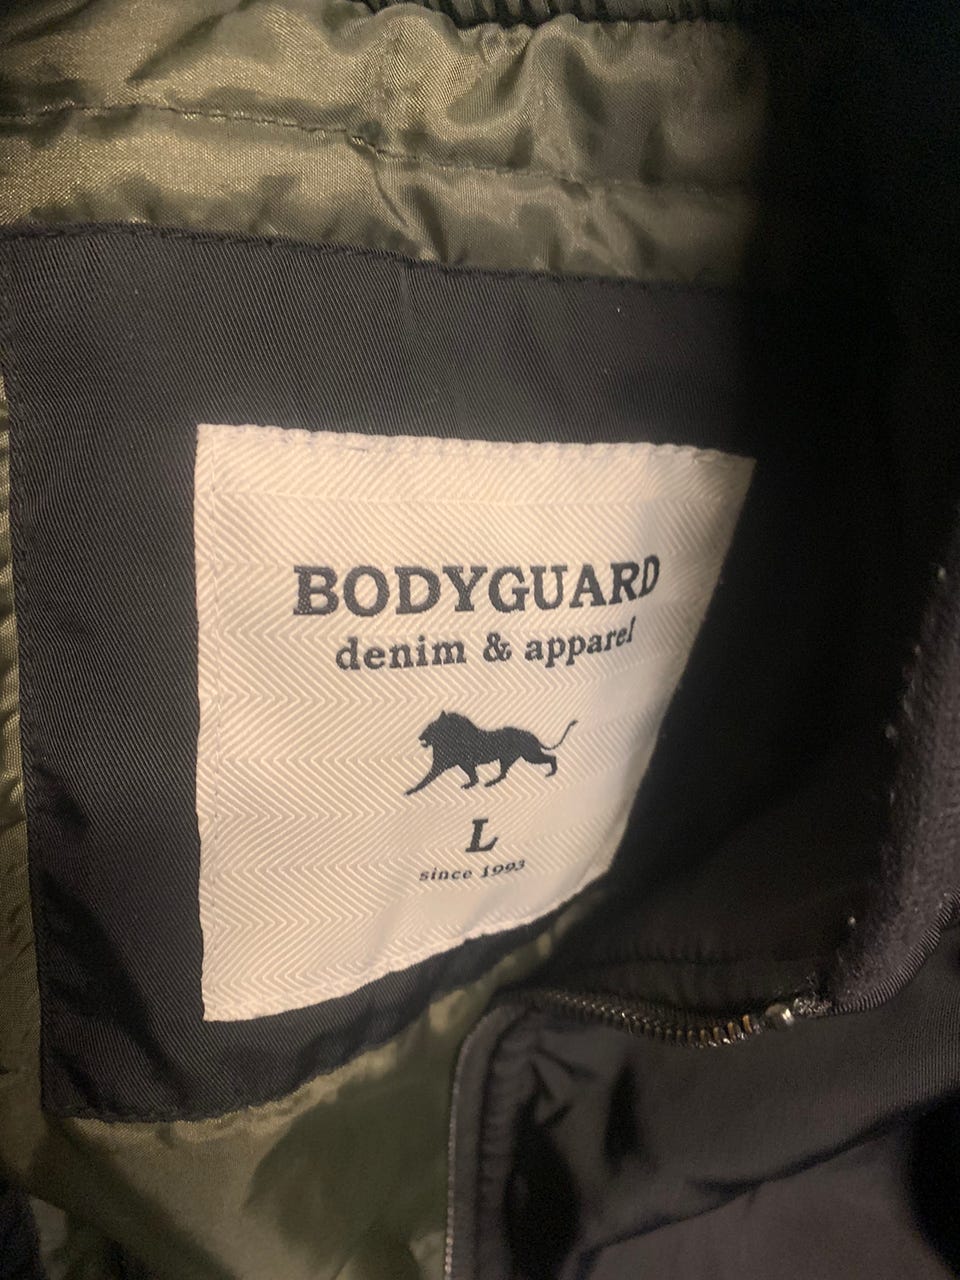 BODYGUARD
denim & apparel
L
since 1993